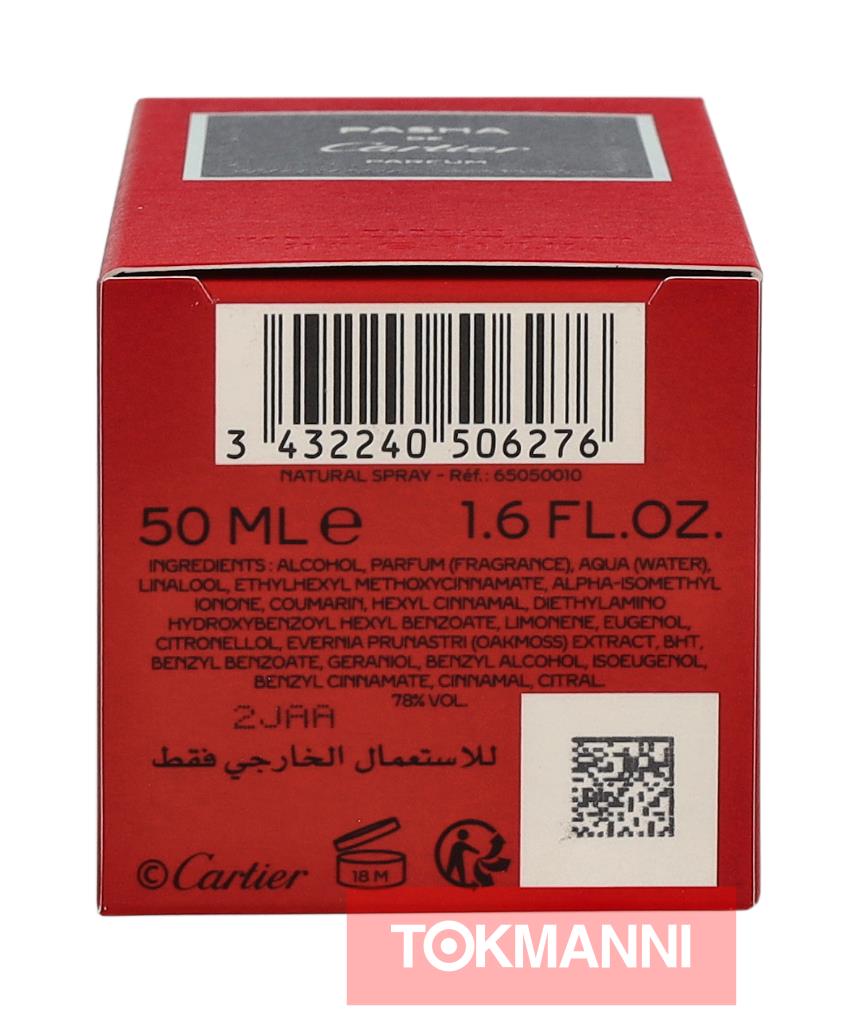 PASHA
DE
Cartier
PARFUM
3 432240 506276
NATURAL SPRAY - Réf.: 65050010
50 ML e 1.6 FL.OZ.
INGREDIENTS : ALCOHOL, PARFUM (FRAGRANCE), AQUA (WATER),
LINALOOL, ETHYLHEXYL METHOXYCINNAMATE, ALPHA-ISOMETHYL
IONONE, COUMARIN, HEXYL CINNAMAL, DIETHYLAMINO
HYDROXYBENZOYL HEXYL BENZOATE, LIMONENE, EUGENOL,
CITRONELLOL, EVERNIA PRUNASTRI (OAKMOSS) EXTRACT, BHT,
BENZYL BENZOATE, GERANIOL, BENZYL ALCOHOL, ISOEUGENOL,
BENZYL CINNAMATE, CINNAMAL, CITRAL.
78% VOL.
2JAA
للاستعمال الخارجي فقط
©Cartier
18 M
TOKMANNI